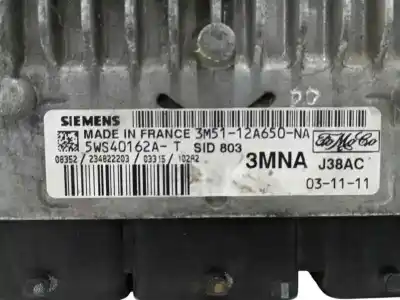 SIEMENS
MADE IN FRANCE 3M51-12A650-NA
5WS40162A- T SID 803
FoMoCo
08352 / 234822203 / 03315 / 102A2
3MNA J38AC
03-11-11